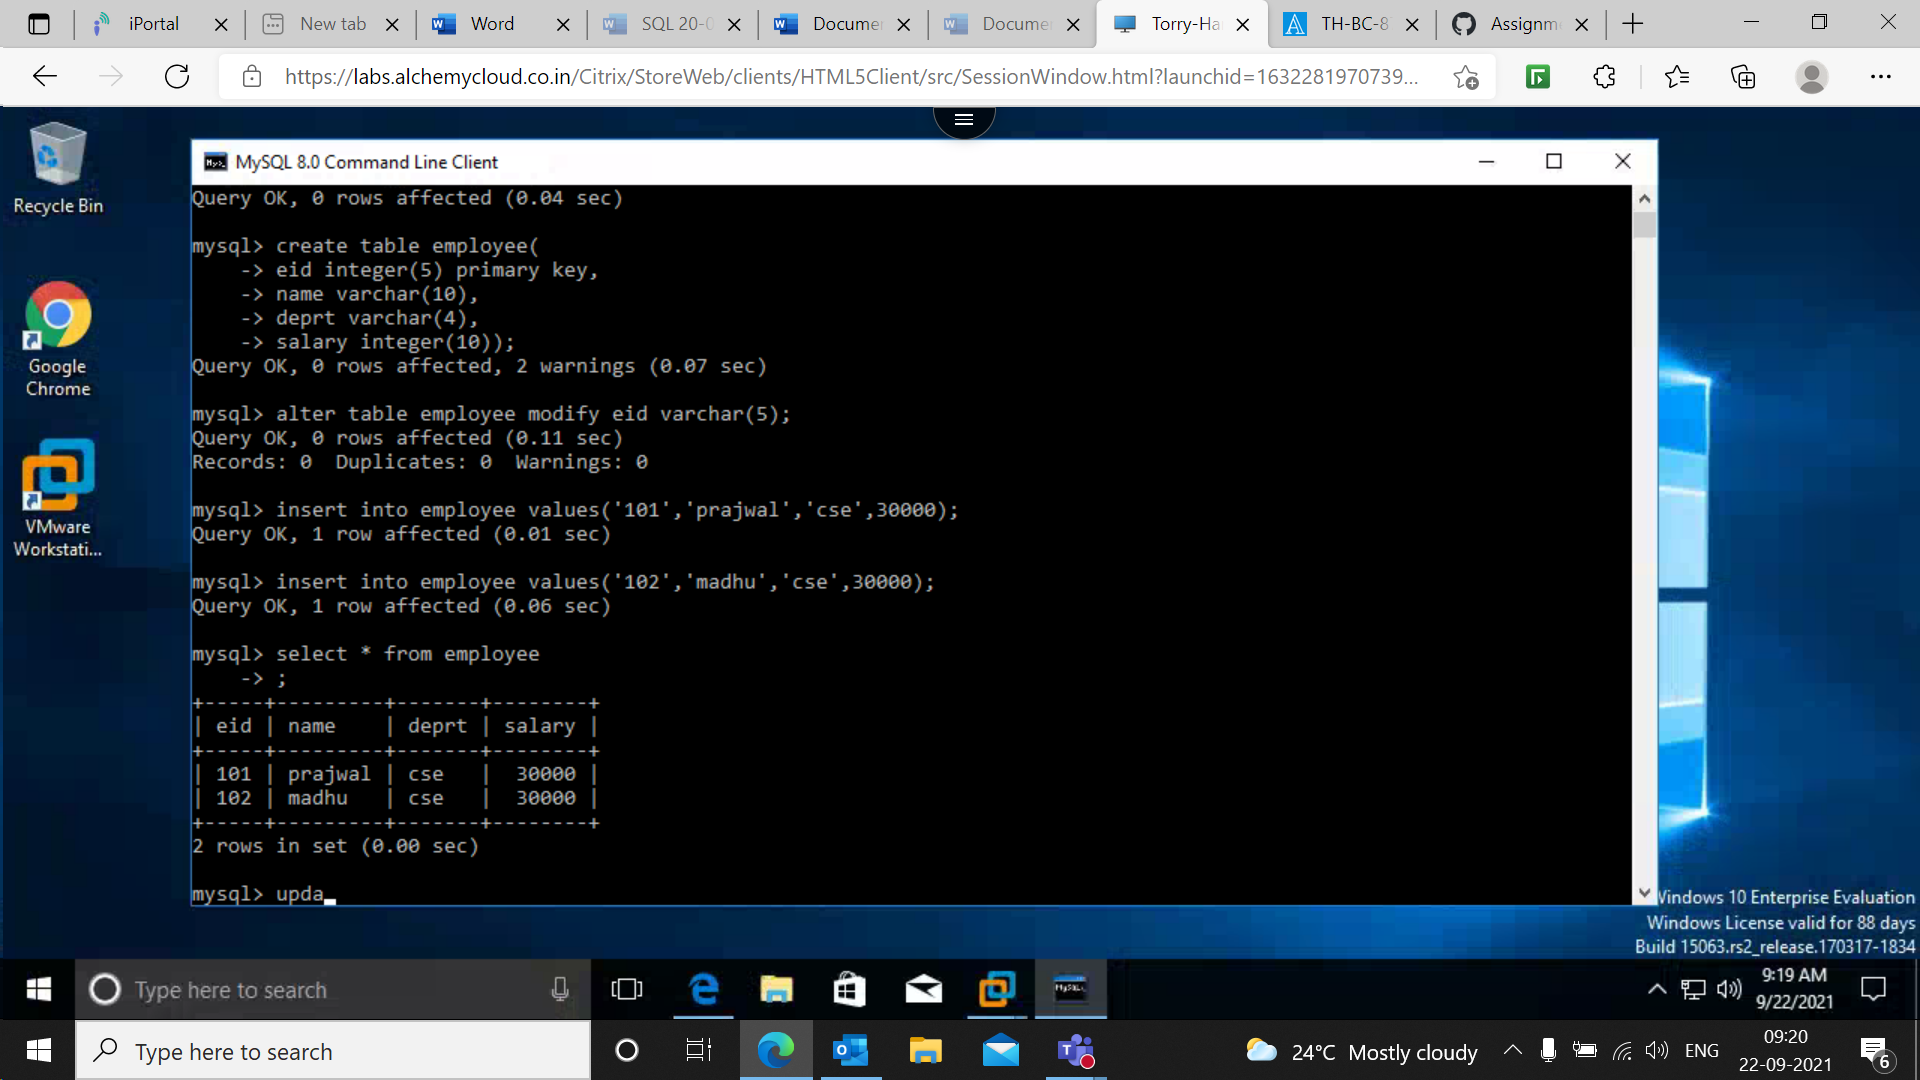 iPortal
New tab
Word
SQL 20-0
Docume
Docume
Torry-Ha
TH-BC-8
Assignm
https://labs.alchemycloud.co.in/Citrix/StoreWeb/clients/HTML5Client/src/SessionWindow.html?launchid=1632281970739...
Recycle Bin
Google
Chrome
VMware
Workstati...
MySQL 8.0 Command Line Client
Query OK, 0 rows affected (0.04 sec)
mysql> create table employee(
-> eid integer(5) primary key,
-> name varchar(10),
-> deprt varchar(4),
-> salary integer(10));
Query OK, 0 rows affected, 2 warnings (0.07 sec)
mysql> alter table employee modify eid varchar(5);
Query OK, 0 rows affected (0.11 sec)
Records: 0  Duplicates: 0  Warnings: 0
mysql> insert into employee values('101','prajwal','cse',30000);
Query OK, 1 row affected (0.01 sec)
mysql> insert into employee values('102','madhu','cse',30000);
Query OK, 1 row affected (0.06 sec)
mysql> select * from employee
-> ;
+-----+---------+-------+--------+
| eid | name    | deprt | salary |
+-----+---------+-------+--------+
| 101 | prajwal | cse   |  30000 |
| 102 | madhu   | cse   |  30000 |
+-----+---------+-------+--------+
2 rows in set (0.00 sec)
mysql> upda_
Windows 10 Enterprise Evaluation
Windows License valid for 88 days
Build 15063.rs2_release.170317-1834
Type here to search
9:19 AM
9/22/2021
Type here to search
24°C Mostly cloudy
ENG
09:20
22-09-2021
6